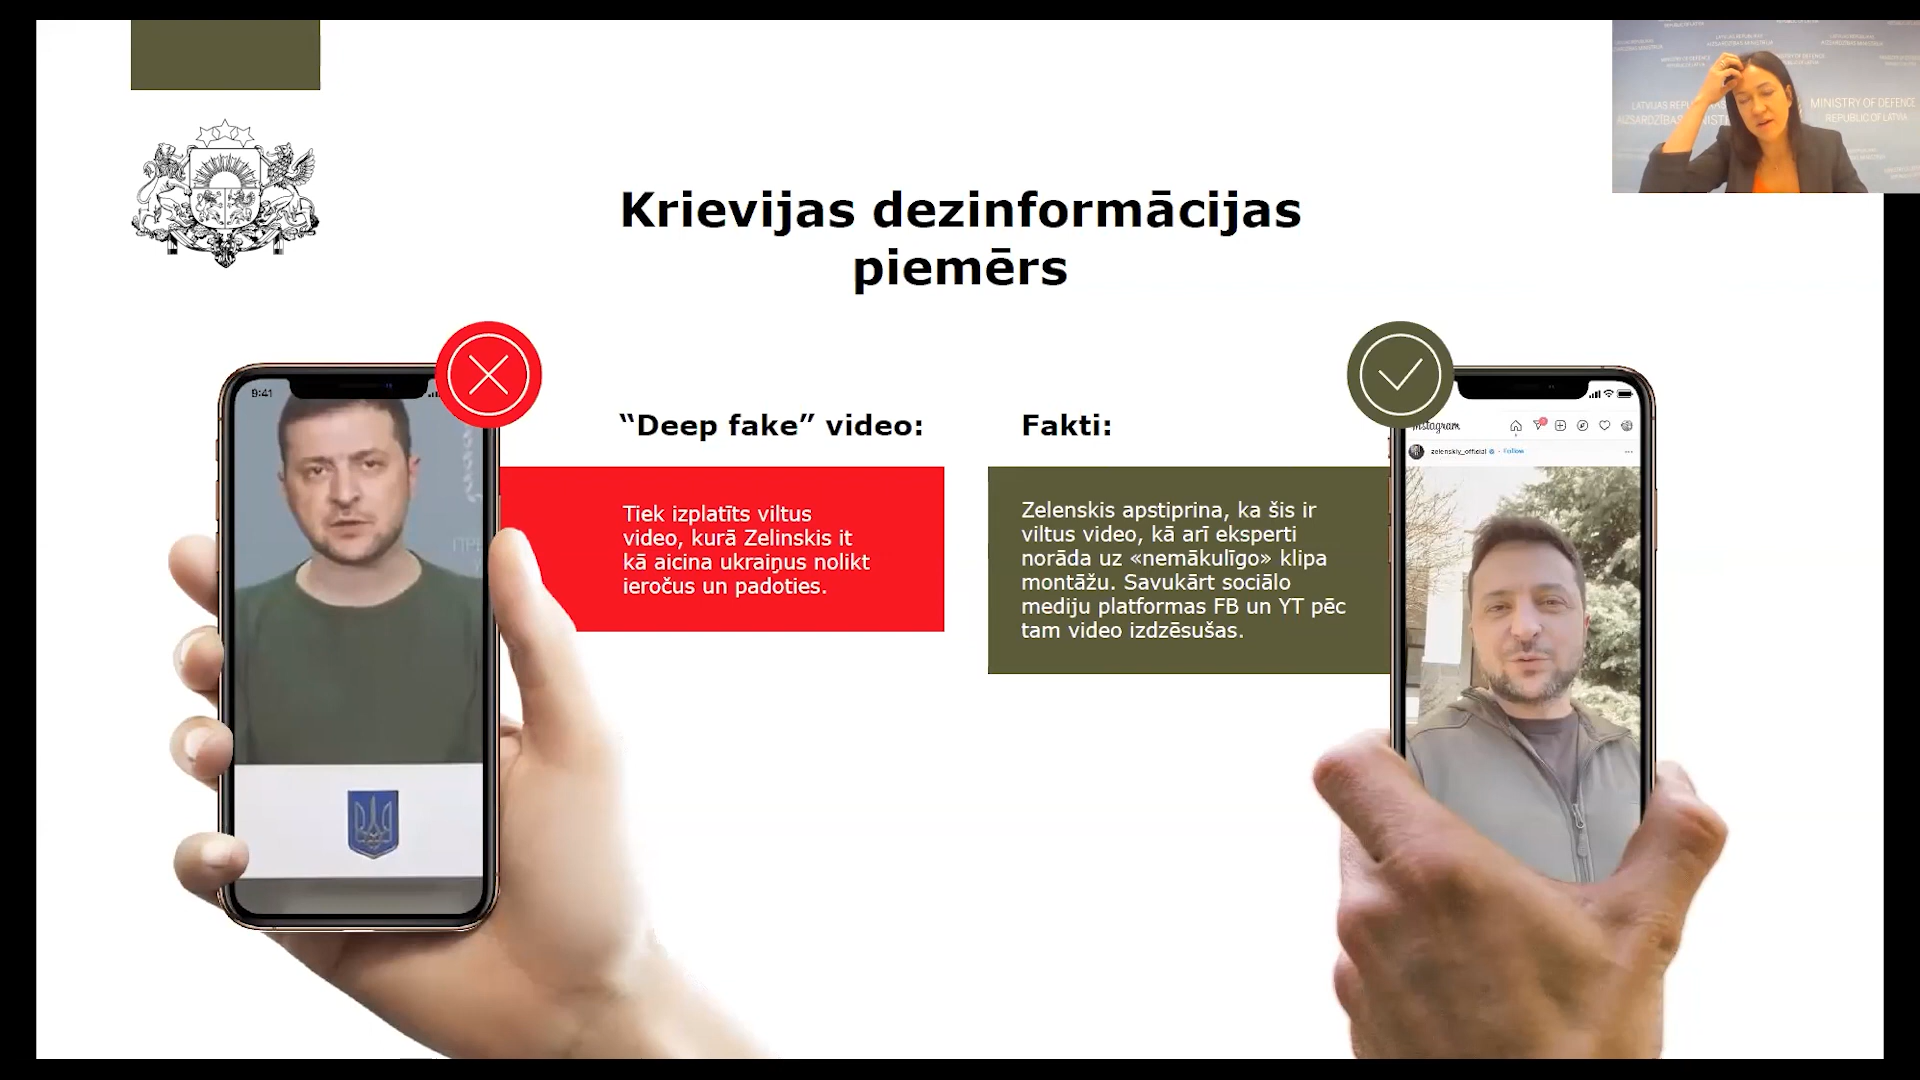 Krievijas dezinformācijas
piemērs
9:41
“Deep fake” video:
Tiek izplatīts viltus
video, kurā Zelinskis it
kā aicina ukraiņus nolikt
ieročus un padoties.
Fakti:
Zelenskis apstiprina, ka šis ir
viltus video, kā arī eksperti
norāda uz «nemākulīgo» klipa
montāžu. Savukārt sociālo
mediju platformas FB un YT pēc
tam video izdzēsušas.
Instagram
zelenskiy_official · Follow
MINISTRY OF DEFENCE
REPUBLIC OF LATVIA